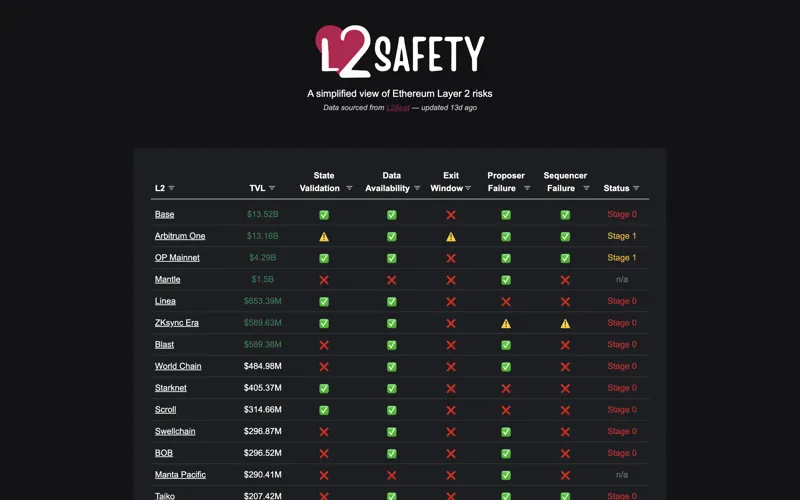 L2SAFETY
A simplified view of Ethereum Layer 2 risks
Data sourced from L2Beat — updated 13d ago
L2 TVL State Validation Data Availability Exit Window Proposer Failure Sequencer Failure Status
Base $13.52B Stage 0
Arbitrum One $13.16B Stage 1
OP Mainnet $4.29B Stage 1
Mantle $1.5B n/a
Linea $653.39M Stage 0
ZKsync Era $589.63M Stage 0
Blast $589.38M Stage 0
World Chain $484.98M Stage 0
Starknet $405.37M Stage 0
Scroll $314.66M Stage 0
Swellchain $296.87M Stage 0
BOB $296.52M Stage 0
Manta Pacific $290.41M n/a
Taiko $207.42M Stage 0